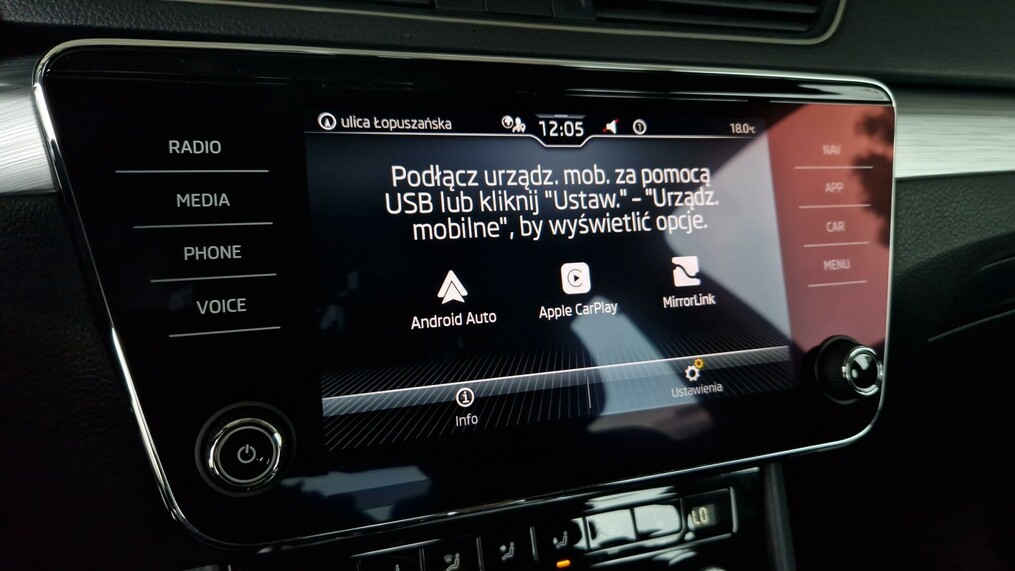 ulica Łopuszańska
12:05
18.0°C
RADIO
MEDIA
PHONE
VOICE
Podłącz urządz. mob. za pomocą
USB lub kliknij "Ustaw." - "Urządz.
mobilne", by wyświetlić opcje.
Android Auto
Apple CarPlay
MirrorLink
Info
Ustawienia
NAV
APP
CAR
MENU
LO